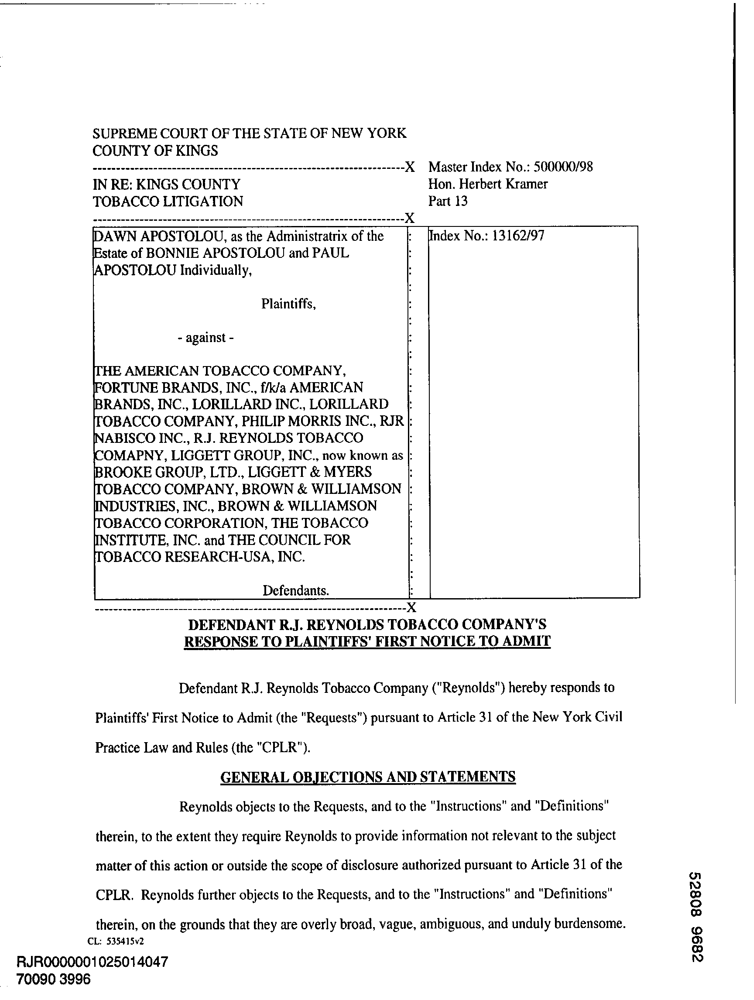 SUPREME COURT OF THE STATE OF NEW YORK
COUNTY OF KINGS
-------------------------------------------------------------------X
Master Index No.: 500000/98
IN RE: KINGS COUNTY
Hon. Herbert Kramer
TOBACCO LITIGATION
Part 13
-------------------------------------------------------------------X
DAWN APOSTOLOU, as the Administratrix of the : Index No.: 13162/97
Estate of BONNIE APOSTOLOU and PAUL :
APOSTOLOU Individually, :
:
Plaintiffs, :
:
- against - :
:
THE AMERICAN TOBACCO COMPANY, :
FORTUNE BRANDS, INC., f/k/a AMERICAN :
BRANDS, INC., LORILLARD INC., LORILLARD :
TOBACCO COMPANY, PHILIP MORRIS INC., RJR :
NABISCO INC., R.J. REYNOLDS TOBACCO :
COMAPNY, LIGGETT GROUP, INC., now known as :
BROOKE GROUP, LTD., LIGGETT & MYERS :
TOBACCO COMPANY, BROWN & WILLIAMSON :
INDUSTRIES, INC., BROWN & WILLIAMSON :
TOBACCO CORPORATION, THE TOBACCO :
INSTITUTE, INC. and THE COUNCIL FOR :
TOBACCO RESEARCH-USA, INC. :
:
Defendants. :
-------------------------------------------------------------------X
DEFENDANT R.J. REYNOLDS TOBACCO COMPANY'S
RESPONSE TO PLAINTIFFS' FIRST NOTICE TO ADMIT
Defendant R.J. Reynolds Tobacco Company ("Reynolds") hereby responds to
Plaintiffs' First Notice to Admit (the "Requests") pursuant to Article 31 of the New York Civil
Practice Law and Rules (the "CPLR").
GENERAL OBJECTIONS AND STATEMENTS
Reynolds objects to the Requests, and to the "Instructions" and "Definitions"
therein, to the extent they require Reynolds to provide information not relevant to the subject
matter of this action or outside the scope of disclosure authorized pursuant to Article 31 of the
CPLR. Reynolds further objects to the Requests, and to the "Instructions" and "Definitions"
therein, on the grounds that they are overly broad, vague, ambiguous, and unduly burdensome.
CL: 535415v2
RJR0000001025014047
70090 3996
52808 9682